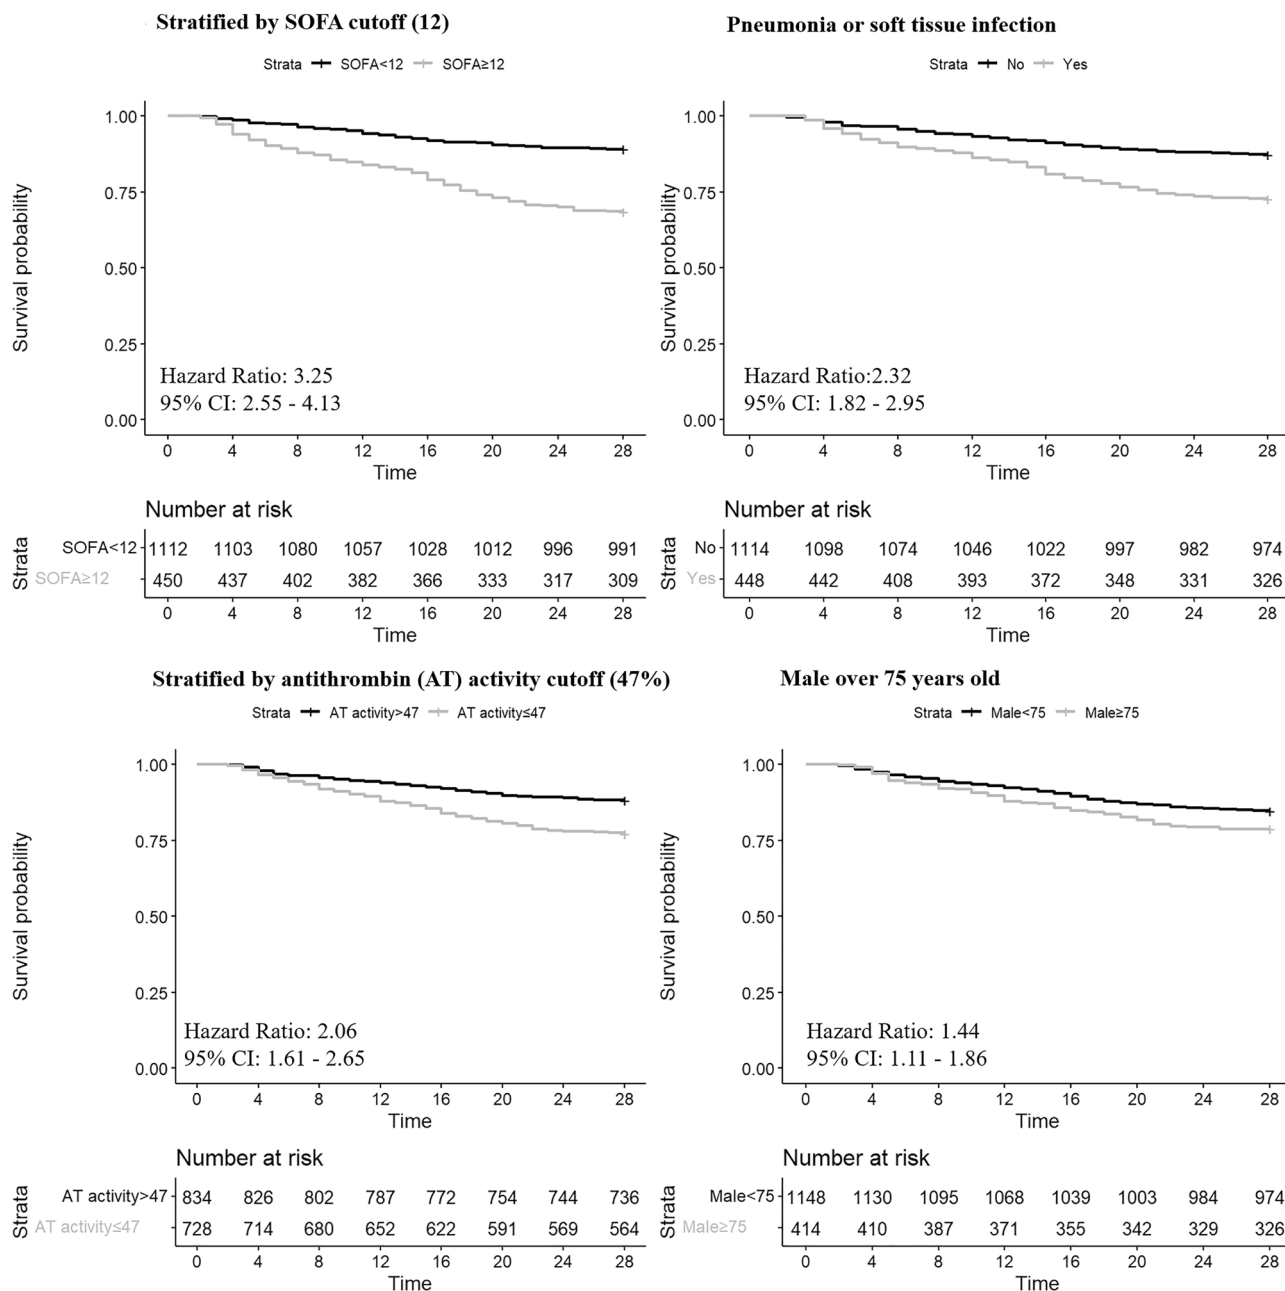 Stratified by SOFA cutoff (12)
Strata SOFA<12 SOFA≥12
Survival probability
1.00
0.75
0.50
0.25
0.00
Hazard Ratio: 3.25
95% CI: 2.55 - 4.13
0 4 8 12 16 20 24 28
Time
Number at risk
Strata
SOFA<12 1112 1103 1080 1057 1028 1012 996 991
SOFA≥12 450 437 402 382 366 333 317 309
0 4 8 12 16 20 24 28
Time
Pneumonia or soft tissue infection
Strata No Yes
Survival probability
1.00
0.75
0.50
0.25
0.00
Hazard Ratio:2.32
95% CI: 1.82 - 2.95
0 4 8 12 16 20 24 28
Time
Number at risk
Strata
No 1114 1098 1074 1046 1022 997 982 974
Yes 448 442 408 393 372 348 331 326
0 4 8 12 16 20 24 28
Time
Stratified by antithrombin (AT) activity cutoff (47%)
Strata AT activity>47 AT activity≤47
Survival probability
1.00
0.75
0.50
0.25
0.00
Hazard Ratio: 2.06
95% CI: 1.61 - 2.65
0 4 8 12 16 20 24 28
Time
Number at risk
Strata
AT activity>47 834 826 802 787 772 754 744 736
AT activity≤47 728 714 680 652 622 591 569 564
0 4 8 12 16 20 24 28
Time
Male over 75 years old
Strata Male<75 Male≥75
Survival probability
1.00
0.75
0.50
0.25
0.00
Hazard Ratio: 1.44
95% CI: 1.11 - 1.86
0 4 8 12 16 20 24 28
Time
Number at risk
Strata
Male<75 1148 1130 1095 1068 1039 1003 984 974
Male≥75 414 410 387 371 355 342 329 326
0 4 8 12 16 20 24 28
Time